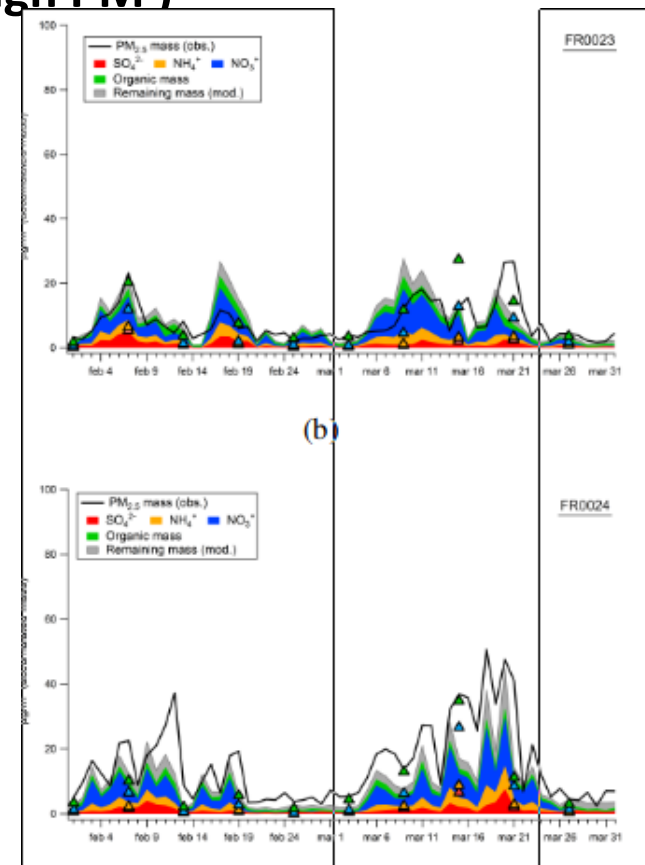 PM₂.₅ mass (obs.)
SO₄²⁻ NH₄⁺ NO₃⁺
Organic mass
Remaining mass (mod.)
FR0023
100
80
60
40
20
0
feb 4 feb 9 feb 14 feb 19 feb 24 mar 1 mar 6 mar 11 mar 16 mar 21 mar 26 mar 31
(b)
PM₂.₅ mass (obs.)
SO₄²⁻ NH₄⁺ NO₃⁺
Organic mass
Remaining mass (mod.)
FR0024
100
80
60
40
20
0
feb 4 feb 9 feb 14 feb 19 feb 24 mar 1 mar 6 mar 11 mar 16 mar 21 mar 26 mar 31